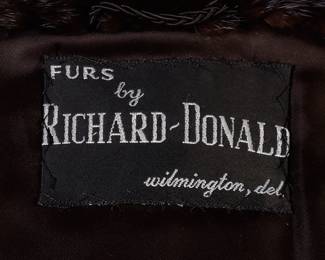 FURS
by
RICHARD-DONALD
wilmington, del.